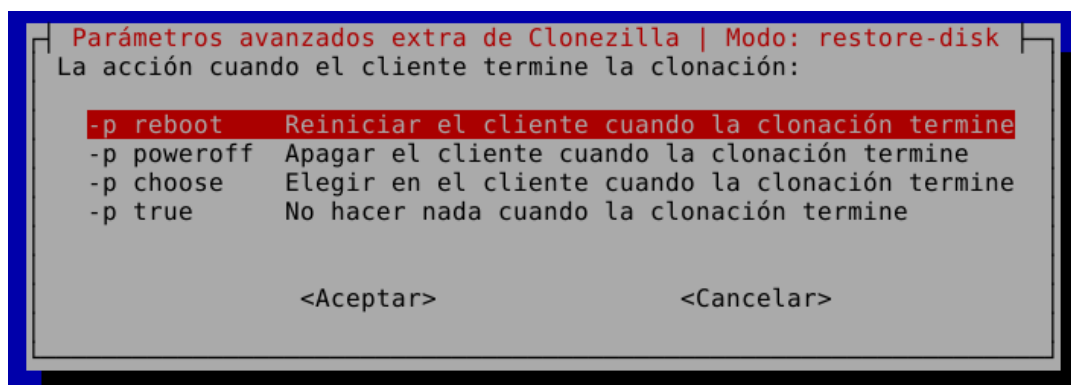 Parámetros avanzados extra de Clonezilla | Modo: restore-disk
La acción cuando el cliente termine la clonación:
-p reboot Reiniciar el cliente cuando la clonación termine
-p poweroff Apagar el cliente cuando la clonación termine
-p choose Elegir en el cliente cuando la clonación termine
-p true No hacer nada cuando la clonación termine
<Aceptar> <Cancelar>